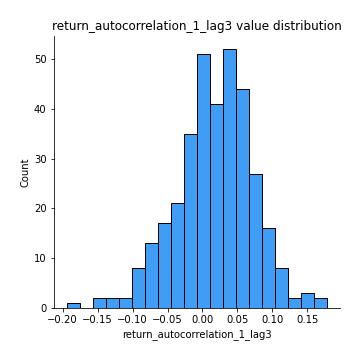 return_autocorrelation_1_lag3 value distribution
50
40
30
20
10
0
Count
−0.20 −0.15 −0.10 −0.05 0.00 0.05 0.10 0.15
return_autocorrelation_1_lag3